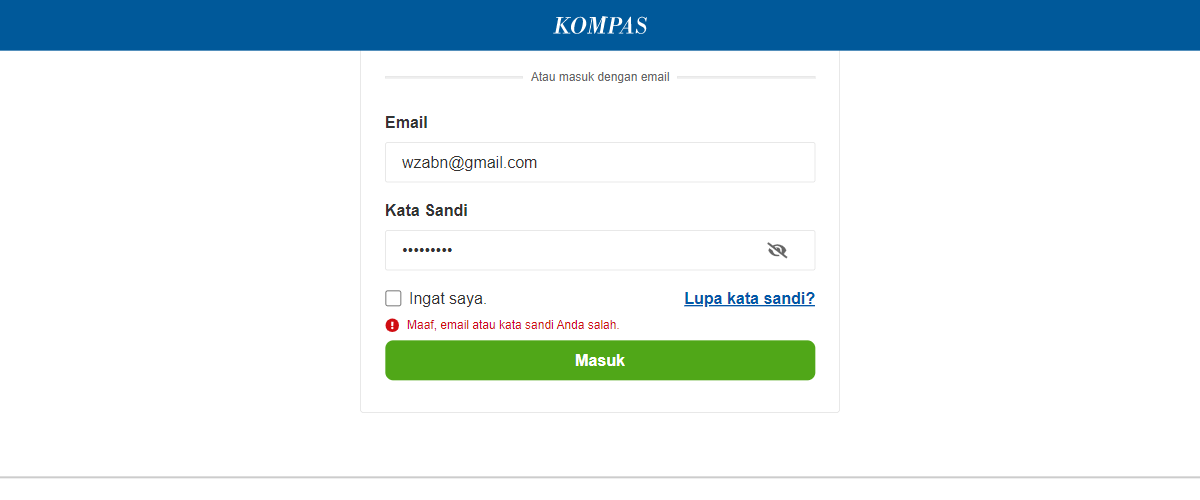 KOMPAS
Atau masuk dengan email
Email
wzabn@gmail.com
Kata Sandi
•••••••••
Ingat saya.
Lupa kata sandi?
Maaf, email atau kata sandi Anda salah.
Masuk